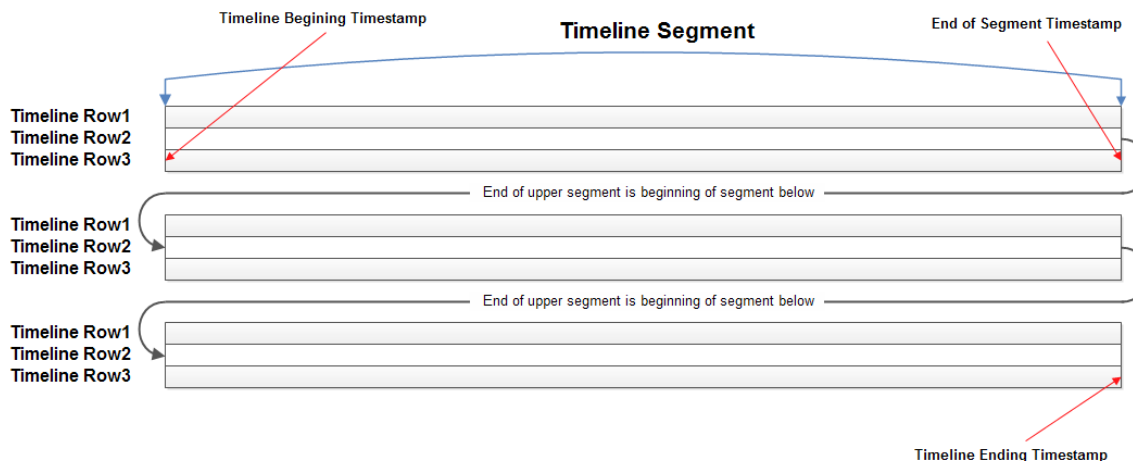 Timeline Begining Timestamp
End of Segment Timestamp
Timeline Segment
Timeline Row1
Timeline Row2
Timeline Row3
End of upper segment is beginning of segment below
Timeline Row1
Timeline Row2
Timeline Row3
End of upper segment is beginning of segment below
Timeline Row1
Timeline Row2
Timeline Row3
Timeline Ending Timestamp